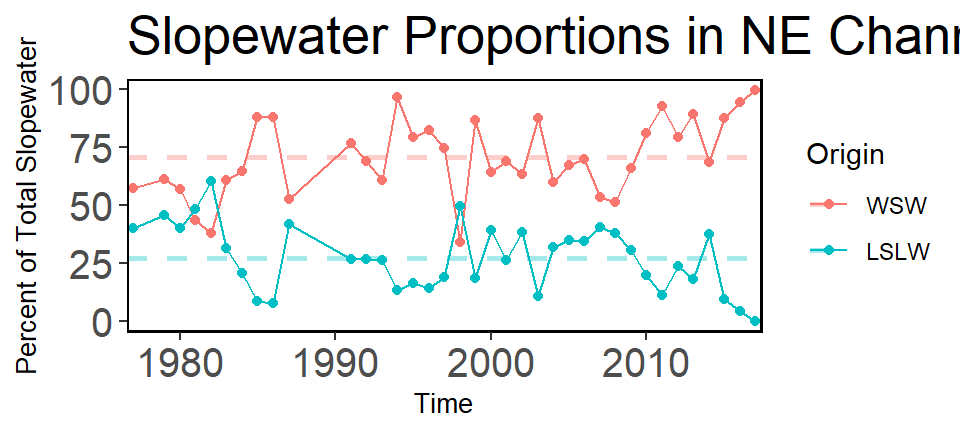 Slopewater Proportions in NE Chann
Percent of Total Slopewater
100
75
50
25
0
1980 1990 2000 2010
Time
Origin
WSW
LSLW